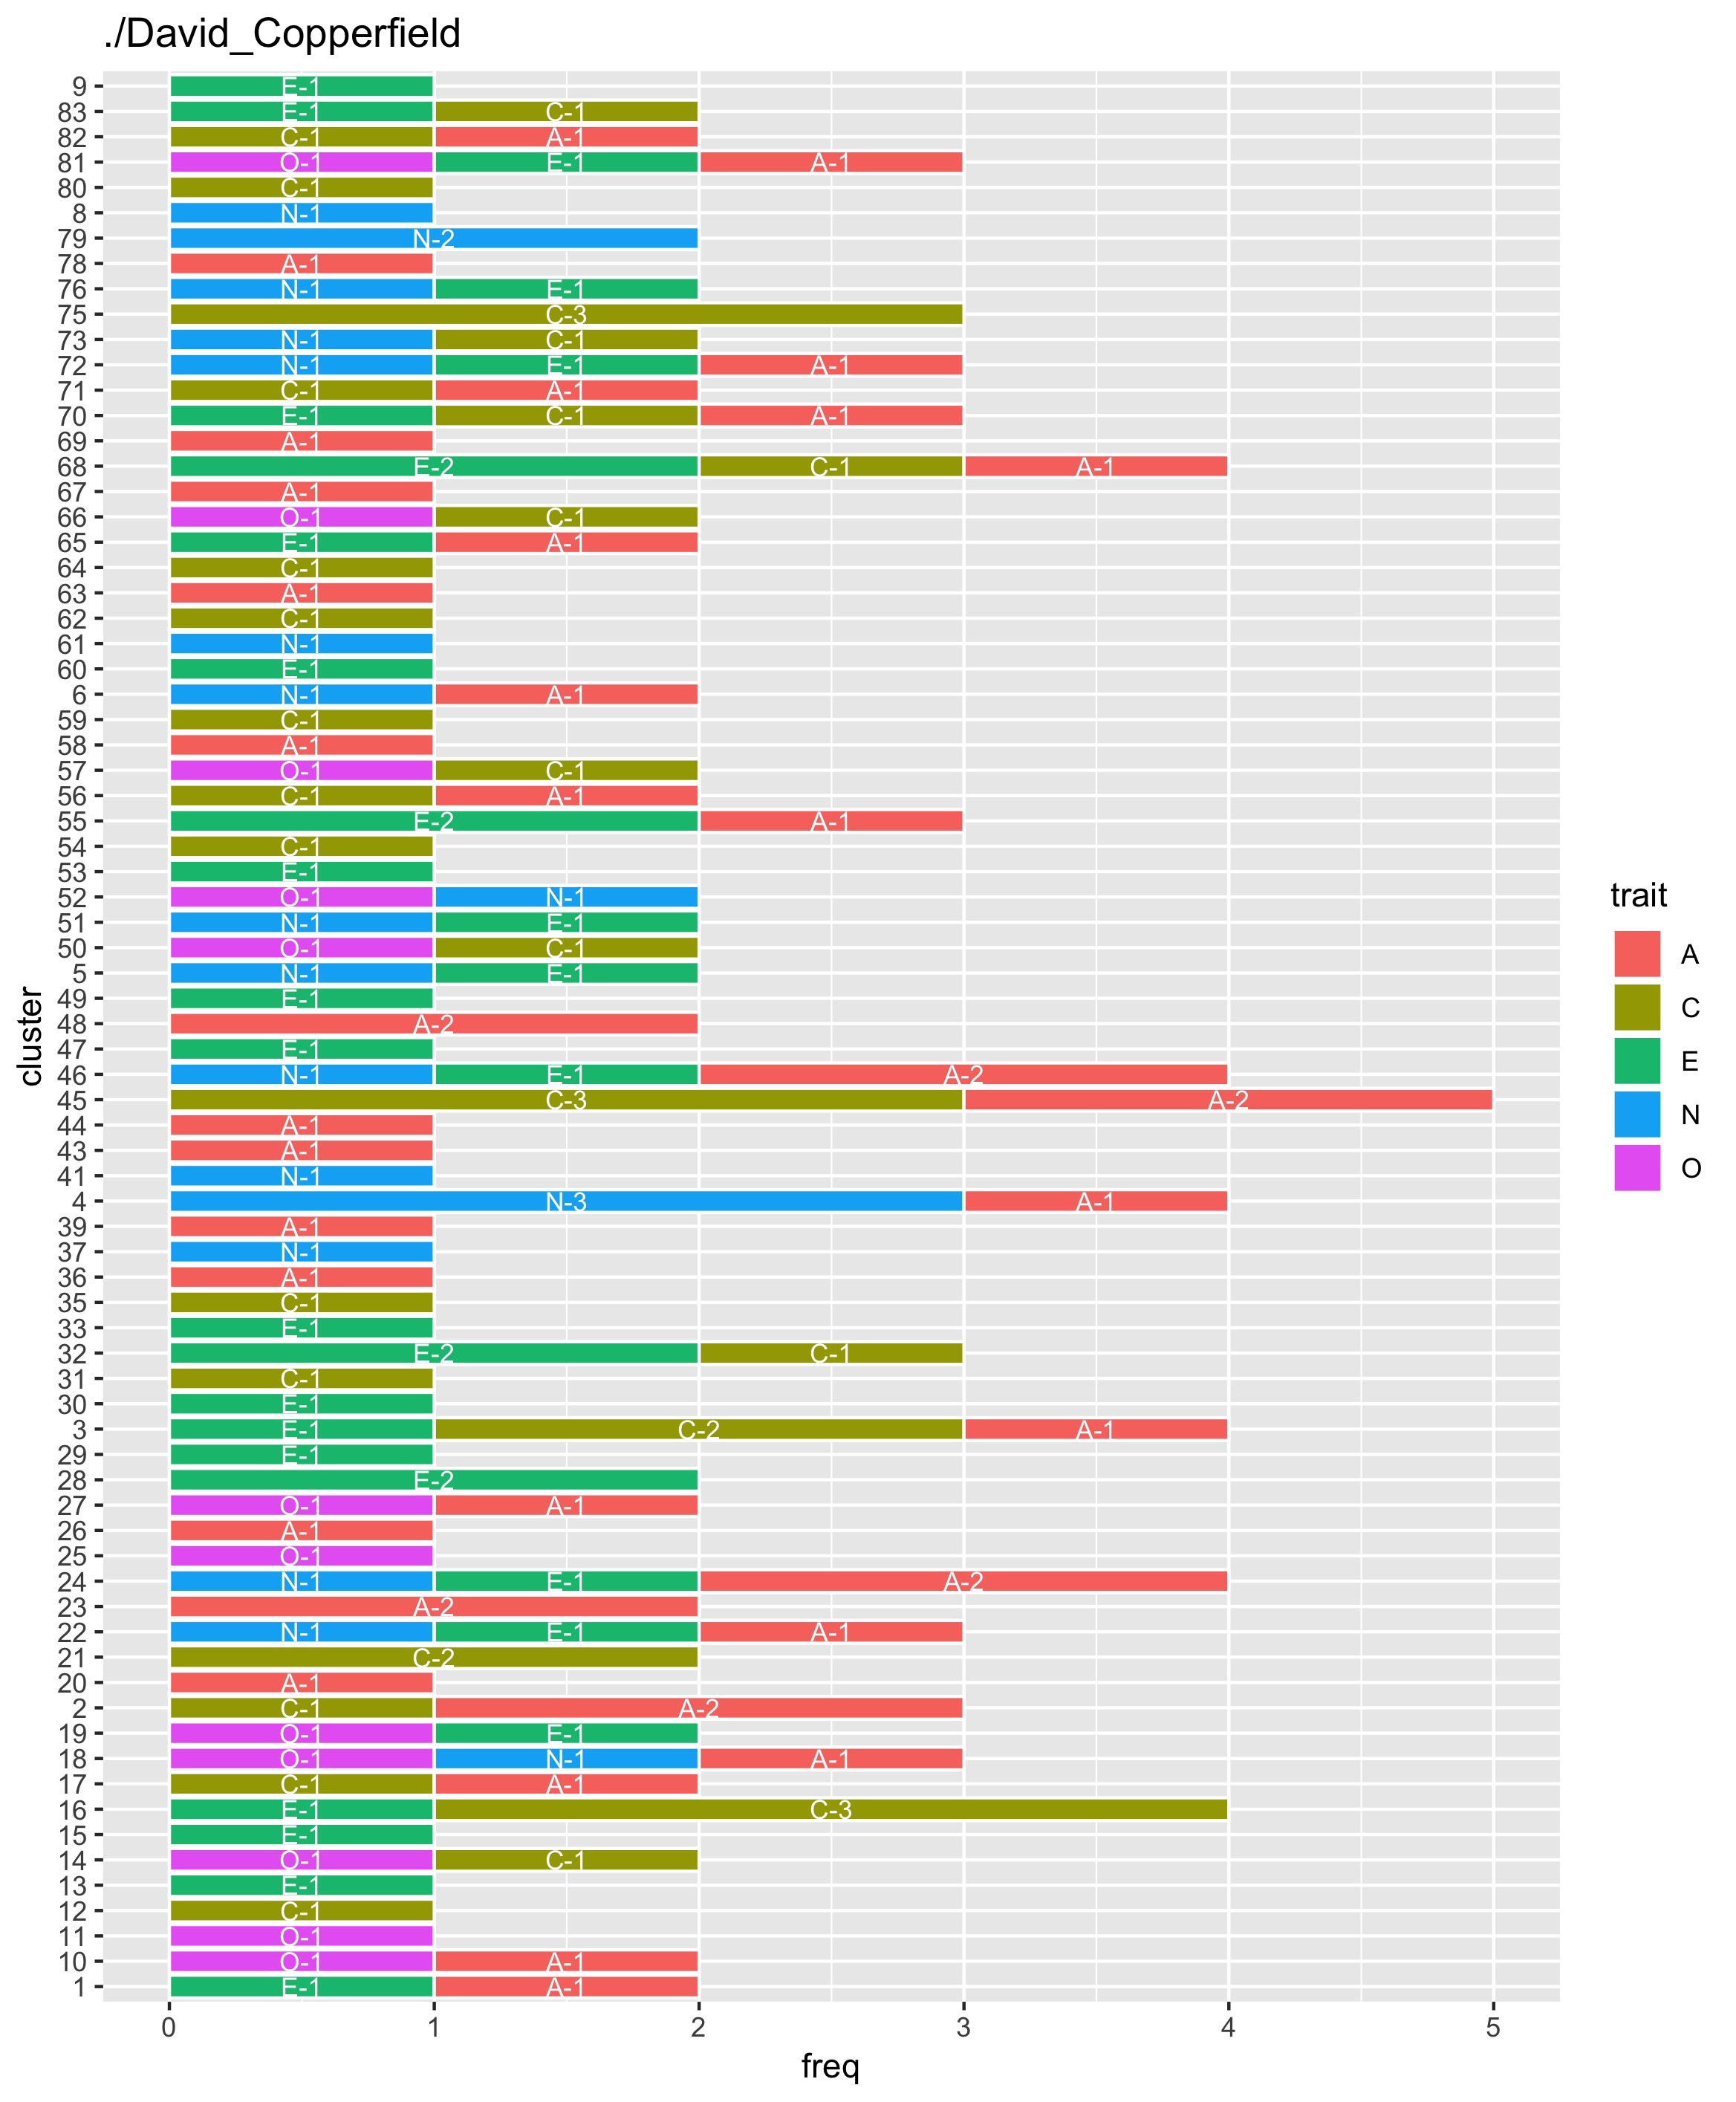 ./David_Copperfield
9 E-1
83 E-1 C-1
82 C-1 A-1
81 O-1 E-1 A-1
80 C-1
8 N-1
79 N-2
78 A-1
76 N-1 E-1
75 C-3
73 N-1 C-1
72 N-1 E-1 A-1
71 C-1 A-1
70 E-1 C-1 A-1
69 A-1
68 E-2 C-1 A-1
67 A-1
66 O-1 C-1
65 E-1 A-1
64 C-1
63 A-1
62 C-1
61 N-1
60 E-1
6 N-1 A-1
59 C-1
58 A-1
57 O-1 C-1
56 C-1 A-1
55 E-2 A-1
54 C-1
53 E-1
52 O-1 N-1
51 N-1 E-1
50 O-1 C-1
5 N-1 E-1
49 E-1
48 A-2
47 E-1
46 N-1 E-1 A-2
45 C-3 A-2
44 A-1
43 A-1
41 N-1
4 N-3 A-1
39 A-1
37 N-1
36 A-1
35 C-1
33 E-1
32 E-2 C-1
31 C-1
30 E-1
3 E-1 C-2 A-1
29 E-1
28 E-2
27 O-1 A-1
26 A-1
25 O-1
24 N-1 E-1 A-2
23 A-2
22 N-1 E-1 A-1
21 C-2
20 A-1
2 C-1 A-2
19 O-1 E-1
18 O-1 N-1 A-1
17 C-1 A-1
16 E-1 C-3
15 E-1
14 O-1 C-1
13 E-1
12 C-1
11 O-1
10 O-1 A-1
1 E-1 A-1
0 1 2 3 4 5
freq
cluster
trait
A
C
E
N
O